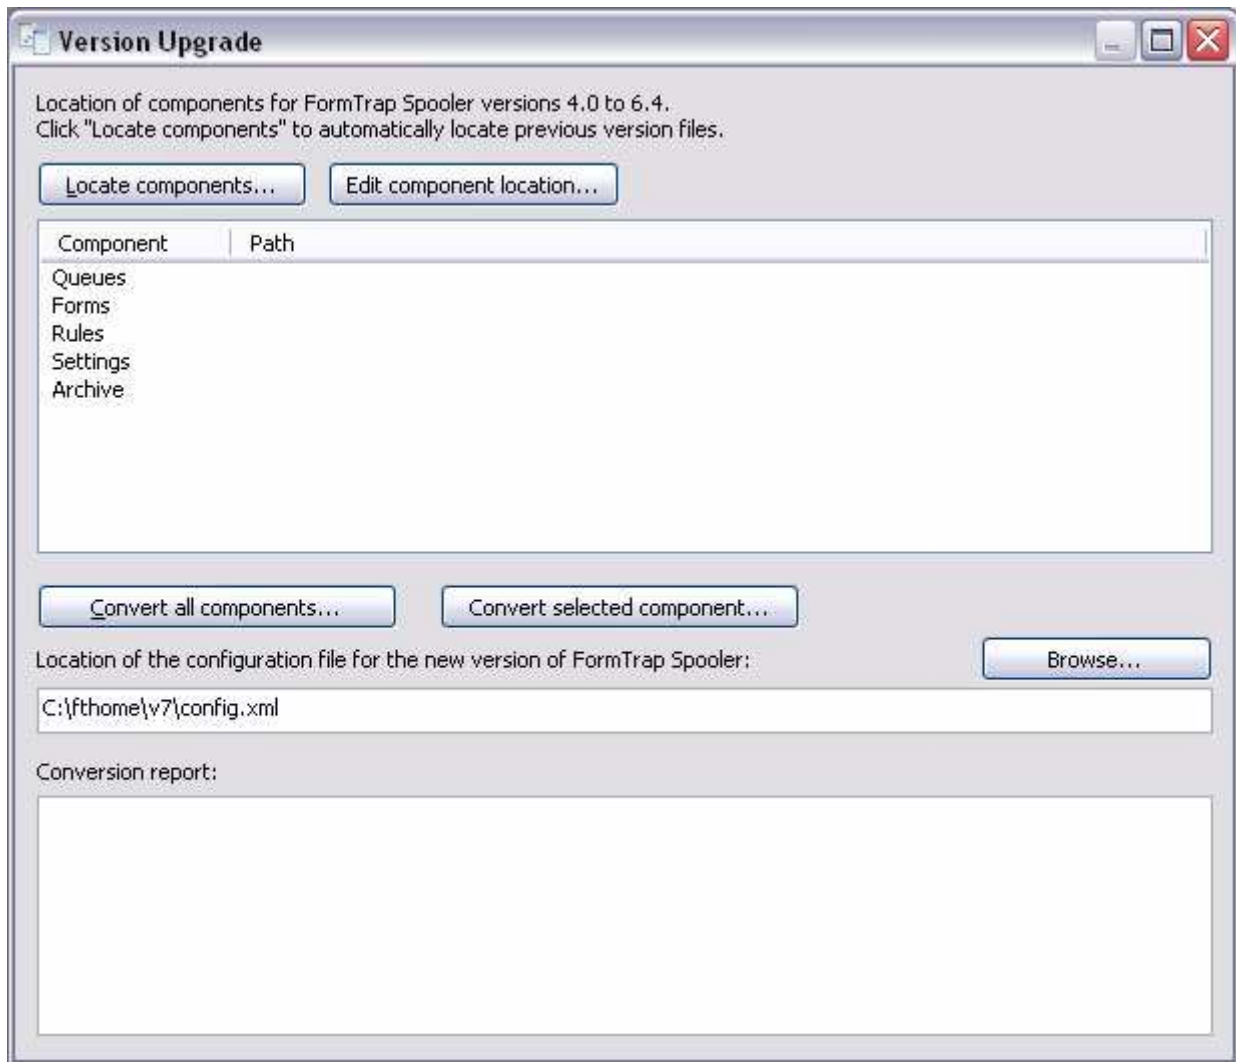 Version Upgrade
Location of components for FormTrap Spooler versions 4.0 to 6.4.
Click "Locate components" to automatically locate previous version files.
Locate components... Edit component location...
Component Path
Queues
Forms
Rules
Settings
Archive
Convert all components... Convert selected component...
Location of the configuration file for the new version of FormTrap Spooler: Browse...
C:\fthome\v7\config.xml
Conversion report: